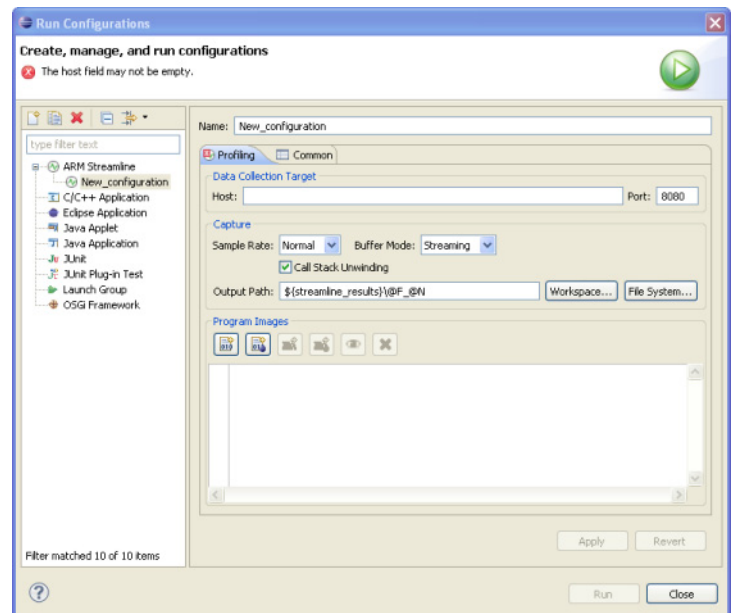 Run Configurations
Create, manage, and run configurations
The host field may not be empty.
type filter text
ARM Streamline
New_configuration
C/C++ Application
Eclipse Application
Java Applet
Java Application
JUnit
JUnit Plug-in Test
Launch Group
OSGi Framework
Filter matched 10 of 10 items
Name: New_configuration
Profiling Common
Data Collection Target
Host: Port: 8080
Capture
Sample Rate: Normal Buffer Mode: Streaming
Call Stack Unwinding
Output Path: ${streamline_results}\@F_@N Workspace... File System...
Program Images
Apply Revert
Run Close